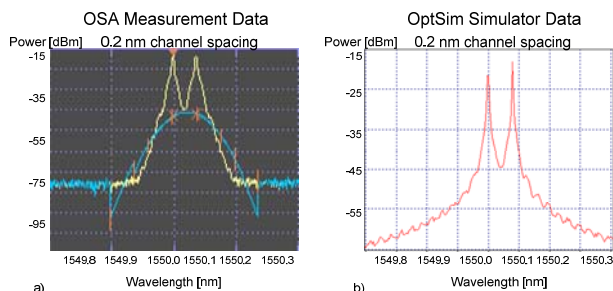 OSA Measurement Data
Power [dBm]
0.2 nm channel spacing
-15
-35
-55
-75
-95
1549.8 1549.9 1550.0 1550.1 1550.2 1550.3
Wavelength [nm]
a)
OptSim Simulator Data
Power [dBm]
0.2 nm channel spacing
-15
-25
-35
-45
-55
1549.8 1549.9 1550.0 1550.1 1550.2 1550.3
Wavelength [nm]
b)